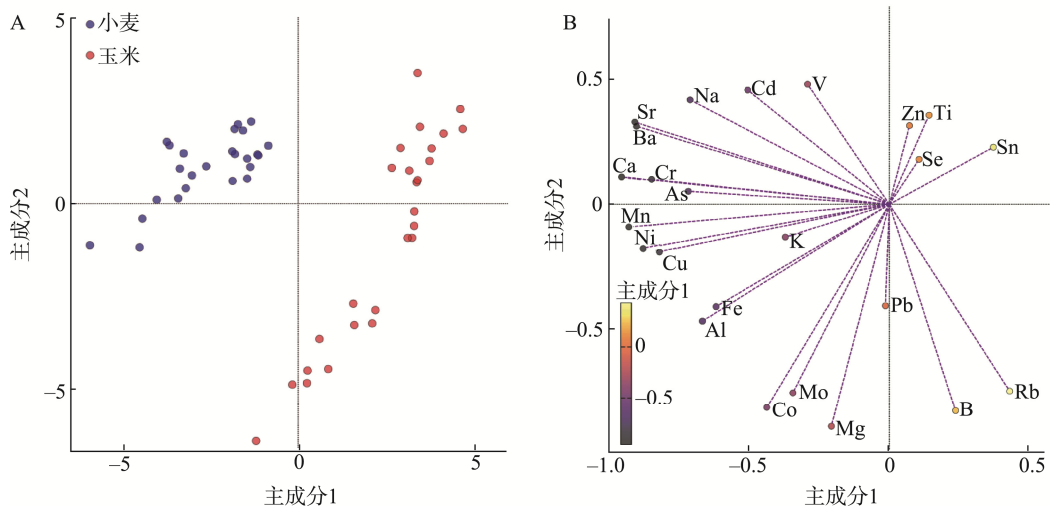 A
小麦
玉米
5
0
−5
主成分2
−5
0
5
主成分1
B
0.5
0
−0.5
主成分2
Na
Cd
V
Zn
Ti
Sr
Ba
Se
Sn
Ca
Cr
As
Mn
Ni
K
Cu
主成分1
0
−0.5
Fe
Al
Pb
Mo
Co
Mg
B
Rb
−1.0
−0.5
0
0.5
主成分1